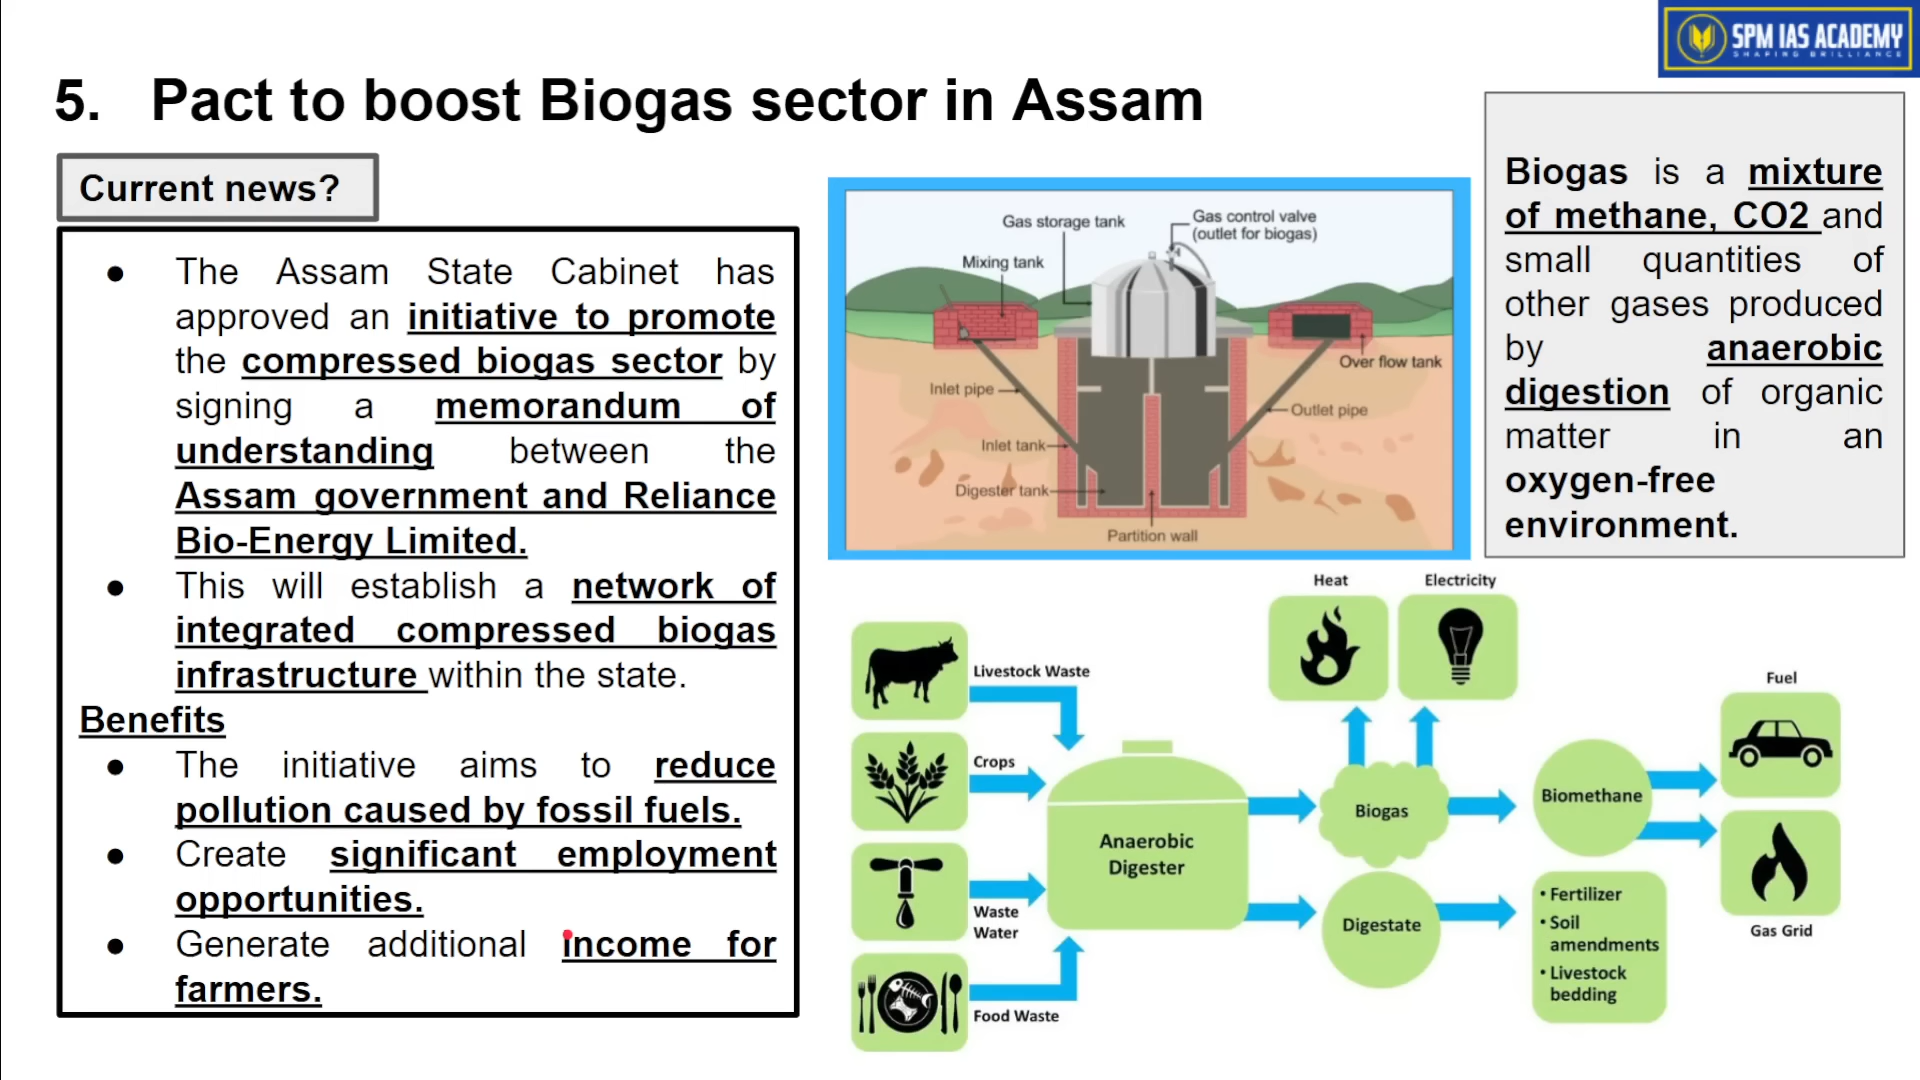 SPM IAS ACADEMY
SHAPING BRILLIANCE
5. Pact to boost Biogas sector in Assam
Current news?
● The Assam State Cabinet has
approved an initiative to promote
the compressed biogas sector by
signing a memorandum of
understanding between the
Assam government and Reliance
Bio-Energy Limited.
● This will establish a network of
integrated compressed biogas
infrastructure within the state.
Benefits
● The initiative aims to reduce
pollution caused by fossil fuels.
● Create significant employment
opportunities.
● Generate additional income for
farmers.
Gas storage tank
Gas control valve
(outlet for biogas)
Mixing tank
Over flow tank
Inlet pipe
Outlet pipe
Inlet tank
Digester tank
Partition wall
Biogas is a mixture
of methane, CO2 and
small quantities of
other gases produced
by anaerobic
digestion of organic
matter in an
oxygen-free
environment.
Heat
Electricity
Livestock Waste
Fuel
Crops
Biomethane
Biogas
Anaerobic
Digester
Waste
Water
Digestate
• Fertilizer
• Soil
amendments
• Livestock
bedding
Gas Grid
Food Waste